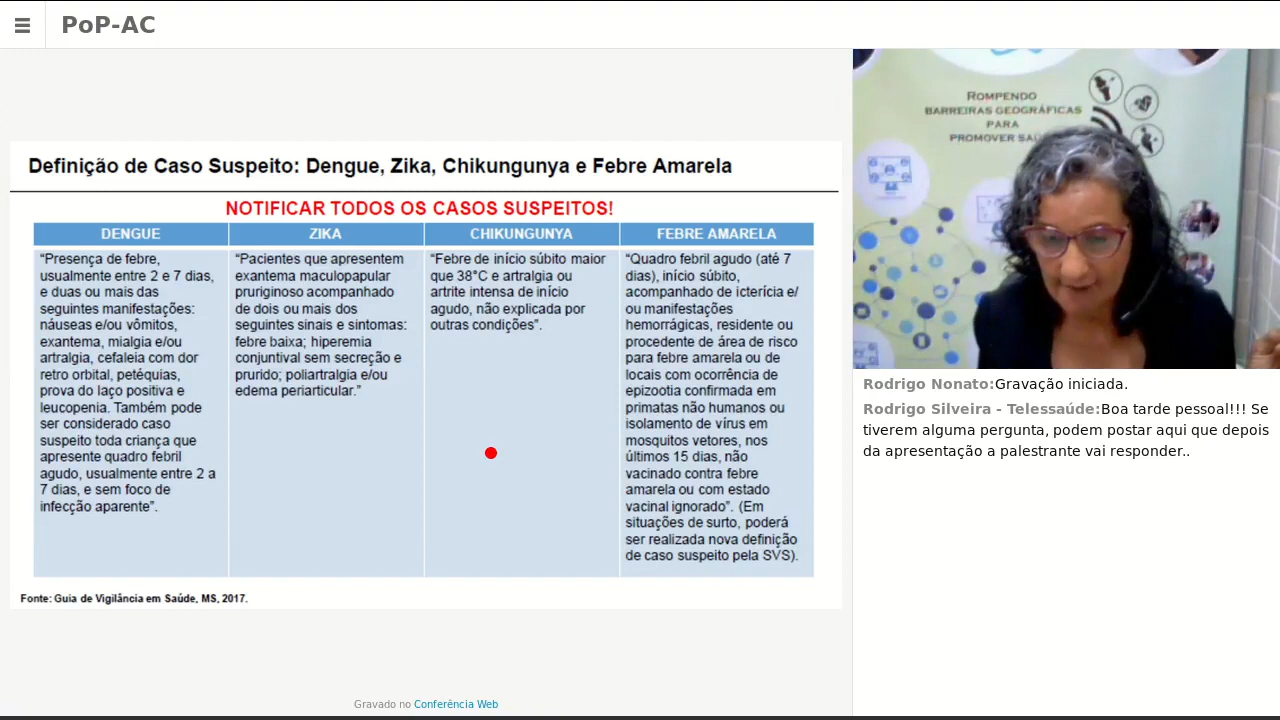 PoP-AC
Definição de Caso Suspeito: Dengue, Zika, Chikungunya e Febre Amarela
NOTIFICAR TODOS OS CASOS SUSPEITOS!
DENGUE
“Presença de febre,
usualmente entre 2 e 7 dias,
e duas ou mais das
seguintes manifestações:
náuseas e/ou vômitos,
exantema, mialgia e/ou
artralgia, cefaleia com dor
retro orbital, petéquias,
prova do laço positiva e
leucopenia. Também pode
ser considerado caso
suspeito toda criança que
apresente quadro febril
agudo, usualmente entre 2 a
7 dias, e sem foco de
infecção aparente”.
ZIKA
“Pacientes que apresentem
exantema maculopapular
pruriginoso acompanhado
de dois ou mais dos
seguintes sinais e sintomas:
febre baixa; hiperemia
conjuntival sem secreção e
prurido; poliartralgia e/ou
edema periarticular.”
CHIKUNGUNYA
“Febre de início súbito maior
que 38°C e artralgia ou
artrite intensa de início
agudo, não explicada por
outras condições”.
FEBRE AMARELA
“Quadro febril agudo (até 7
dias), início súbito,
acompanhado de icterícia e/
ou manifestações
hemorrágicas, residente ou
procedente de área de risco
para febre amarela ou de
locais com ocorrência de
epizootia confirmada em
primatas não humanos ou
isolamento de vírus em
mosquitos vetores, nos
últimos 15 dias, não
vacinado contra febre
amarela ou com estado
vacinal ignorado”. (Em
situações de surto, poderá
ser realizada nova definição
de caso suspeito pela SVS).
Fonte: Guia de Vigilância em Saúde, MS, 2017.
Gravado no Conferência Web
ROMPENDO
BARREIRAS GEOGRÁFICAS
PARA
PROMOVER
Rodrigo Nonato:Gravação iniciada.
Rodrigo Silveira - Telessaúde:Boa tarde pessoal!!! Se
tiverem alguma pergunta, podem postar aqui que depois
da apresentação a palestrante vai responder..